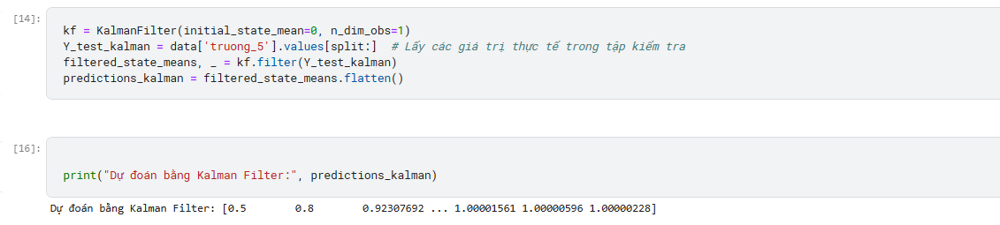 [14]:
kf = KalmanFilter(initial_state_mean=0, n_dim_obs=1)
Y_test_kalman = data['truong_5'].values[split:]  # Lấy các giá trị thực tế trong tập kiểm tra
filtered_state_means, _ = kf.filter(Y_test_kalman)
predictions_kalman = filtered_state_means.flatten()
[16]:
print("Dự đoán bằng Kalman Filter:", predictions_kalman)
Dự đoán bằng Kalman Filter: [0.5        0.8        0.92307692 ... 1.00001561 1.00000596 1.00000228]